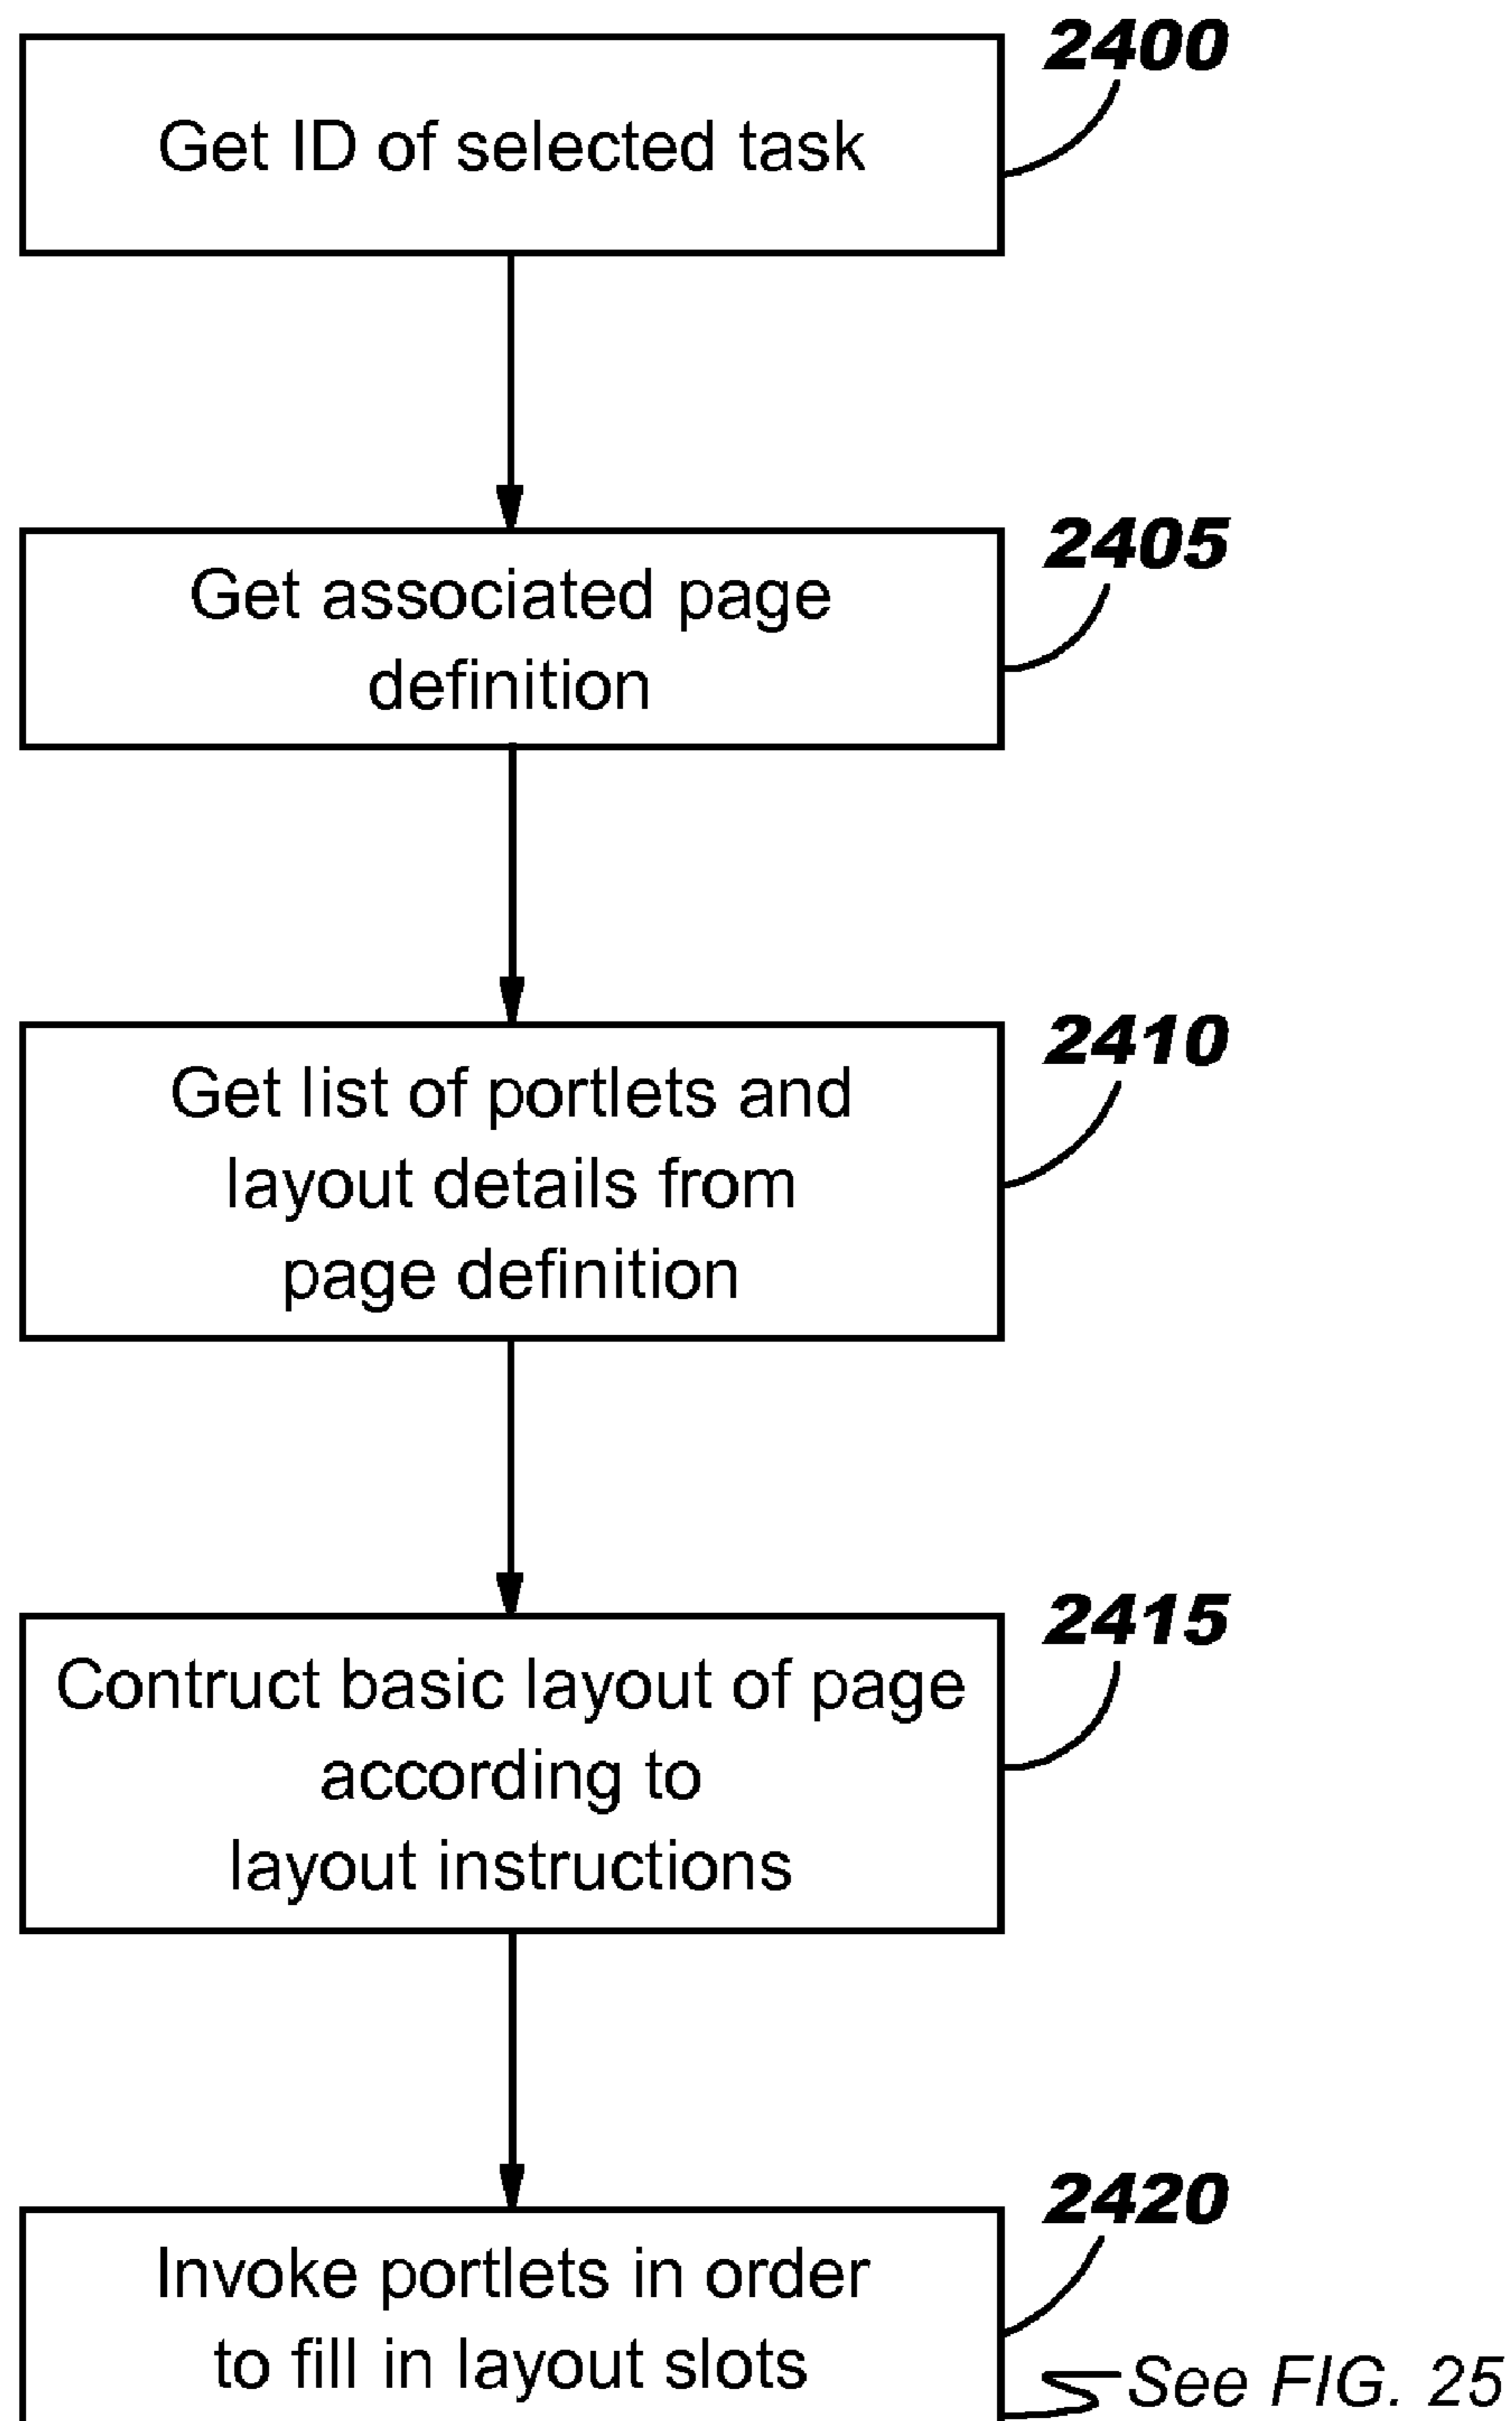 2400
Get ID of selected task
2405
Get associated page
definition
2410
Get list of portlets and
layout details from
page definition
2415
Contruct basic layout of page
according to
layout instructions
2420
Invoke portlets in order
to fill in layout slots
See FIG. 25